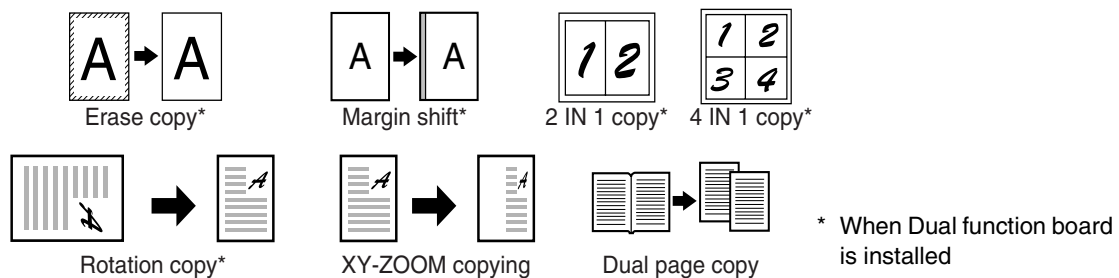 A A
A A
1 2
1 2
3 4
Erase copy*
Margin shift*
2 IN 1 copy*
4 IN 1 copy*
A A
A A
Rotation copy*
XY-ZOOM copying
Dual page copy
* When Dual function board
is installed